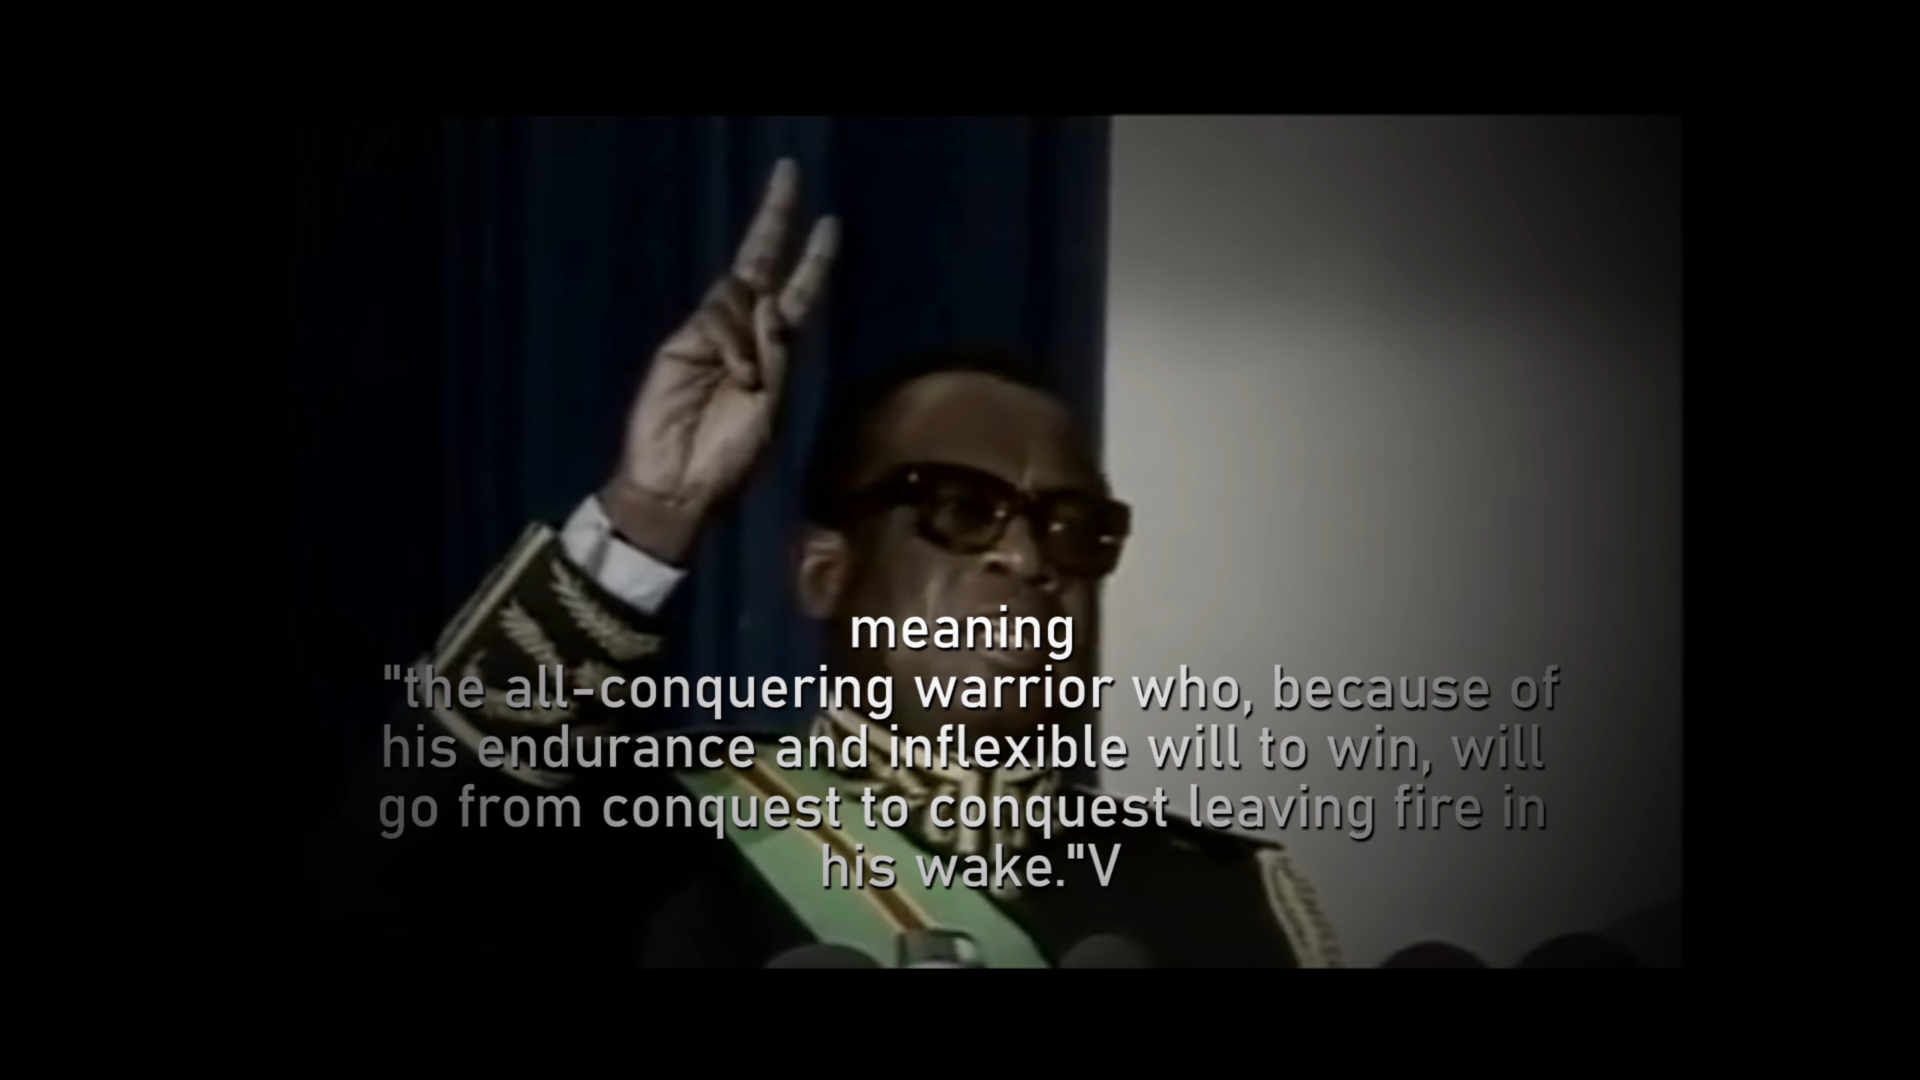 meaning
"the all-conquering warrior who, because of
his endurance and inflexible will to win, will
go from conquest to conquest leaving fire in
his wake."V